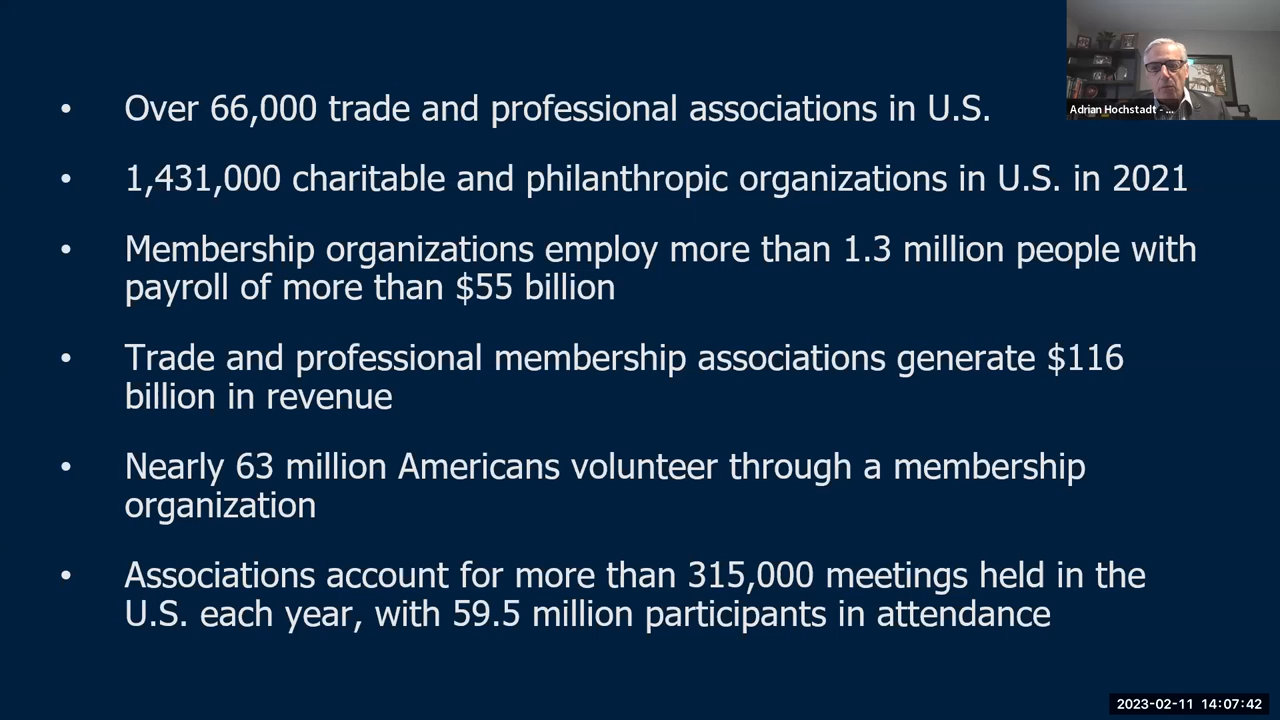 • Over 66,000 trade and professional associations in U.S.
• 1,431,000 charitable and philanthropic organizations in U.S. in 2021
• Membership organizations employ more than 1.3 million people with
payroll of more than $55 billion
• Trade and professional membership associations generate $116
billion in revenue
• Nearly 63 million Americans volunteer through a membership
organization
• Associations account for more than 315,000 meetings held in the
U.S. each year, with 59.5 million participants in attendance
Adrian Hochstadt - ...
2023-02-11 14:07:42